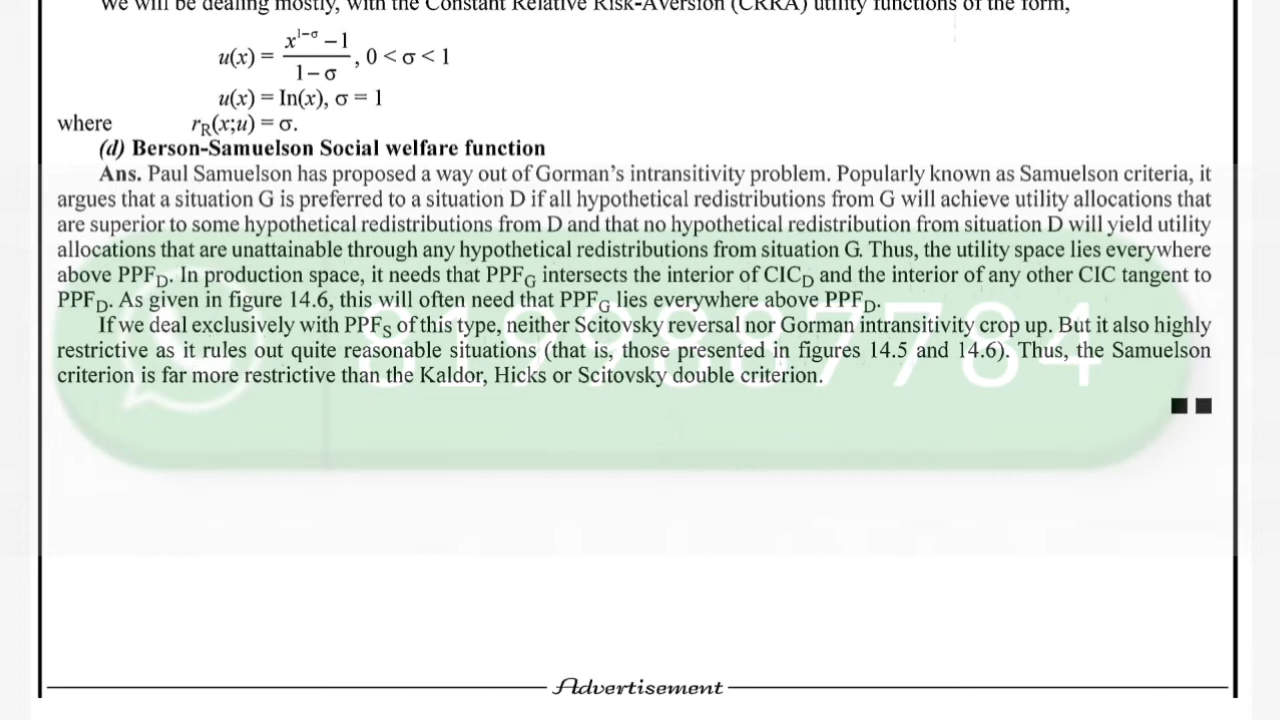 We will be dealing mostly, with the Constant Relative Risk-Aversion (CRRA) utility functions of the form,
u(x) = x^1–σ – 1 / 1 – σ , 0 < σ < 1
u(x) = In(x), σ = 1
where r_R(x;u) = σ.
(d) Berson-Samuelson Social welfare function
Ans. Paul Samuelson has proposed a way out of Gorman's intransitivity problem. Popularly known as Samuelson criteria, it
argues that a situation G is preferred to a situation D if all hypothetical redistributions from G will achieve utility allocations that
are superior to some hypothetical redistributions from D and that no hypothetical redistribution from situation D will yield utility
allocations that are unattainable through any hypothetical redistributions from situation G. Thus, the utility space lies everywhere
above PPF_D. In production space, it needs that PPF_G intersects the interior of CIC_D and the interior of any other CIC tangent to
PPF_D. As given in figure 14.6, this will often need that PPF_G lies everywhere above PPF_D.
If we deal exclusively with PPF_S of this type, neither Scitovsky reversal nor Gorman intransitivity crop up. But it also highly
restrictive as it rules out quite reasonable situations (that is, those presented in figures 14.5 and 14.6). Thus, the Samuelson
criterion is far more restrictive than the Kaldor, Hicks or Scitovsky double criterion.
8199887784
Advertisement